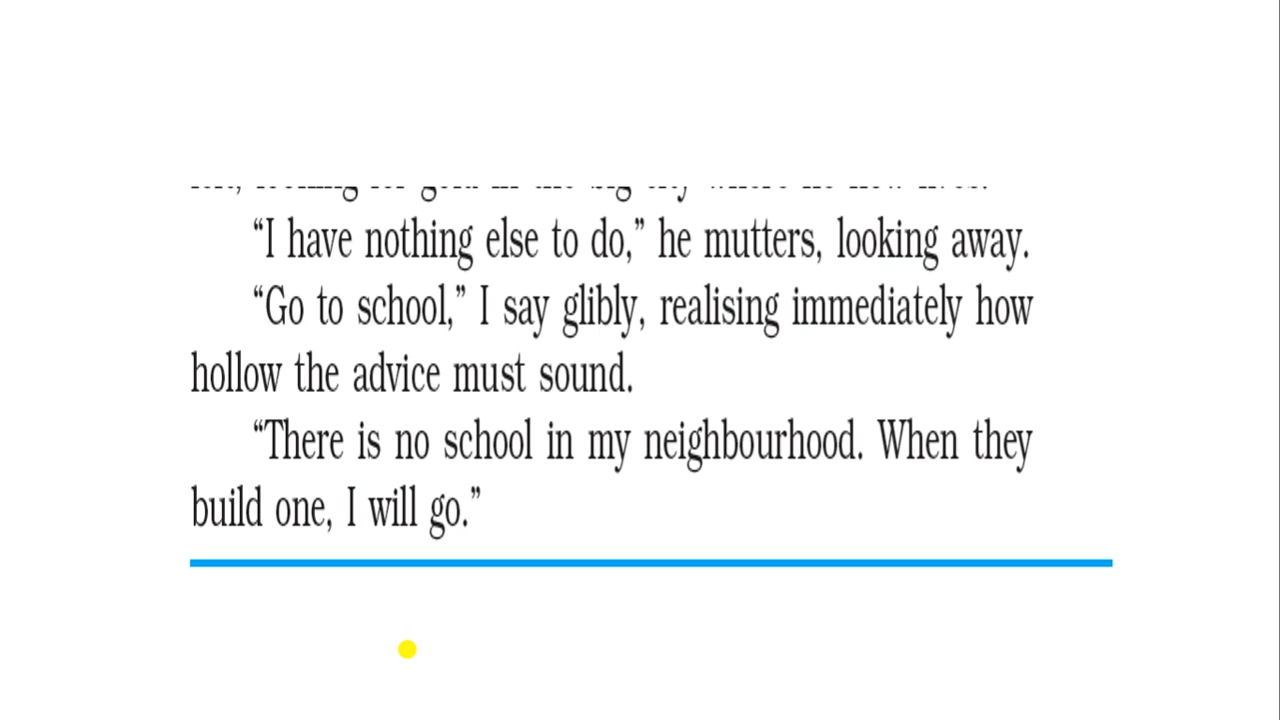 “I have nothing else to do,” he mutters, looking away.
“Go to school,” I say glibly, realising immediately how
hollow the advice must sound.
“There is no school in my neighbourhood. When they
build one, I will go.”